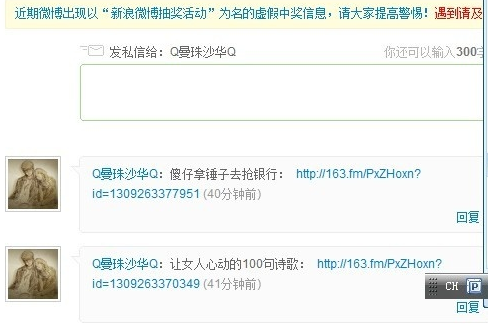 近期微博出现以“新浪微博抽奖活动”为名的虚假中奖信息，请大家提高警惕！遇到请及
发私信给：Q曼珠沙华Q
你还可以输入300字
Q曼珠沙华Q：傻仔拿锤子去抢银行： http://163.fm/PxZHoxn?
id=1309263377951 (40分钟前)
回复
Q曼珠沙华Q：让女人心动的100句诗歌： http://163.fm/PxZHoxn?
id=1309263370349 (41分钟前)
CH
回复